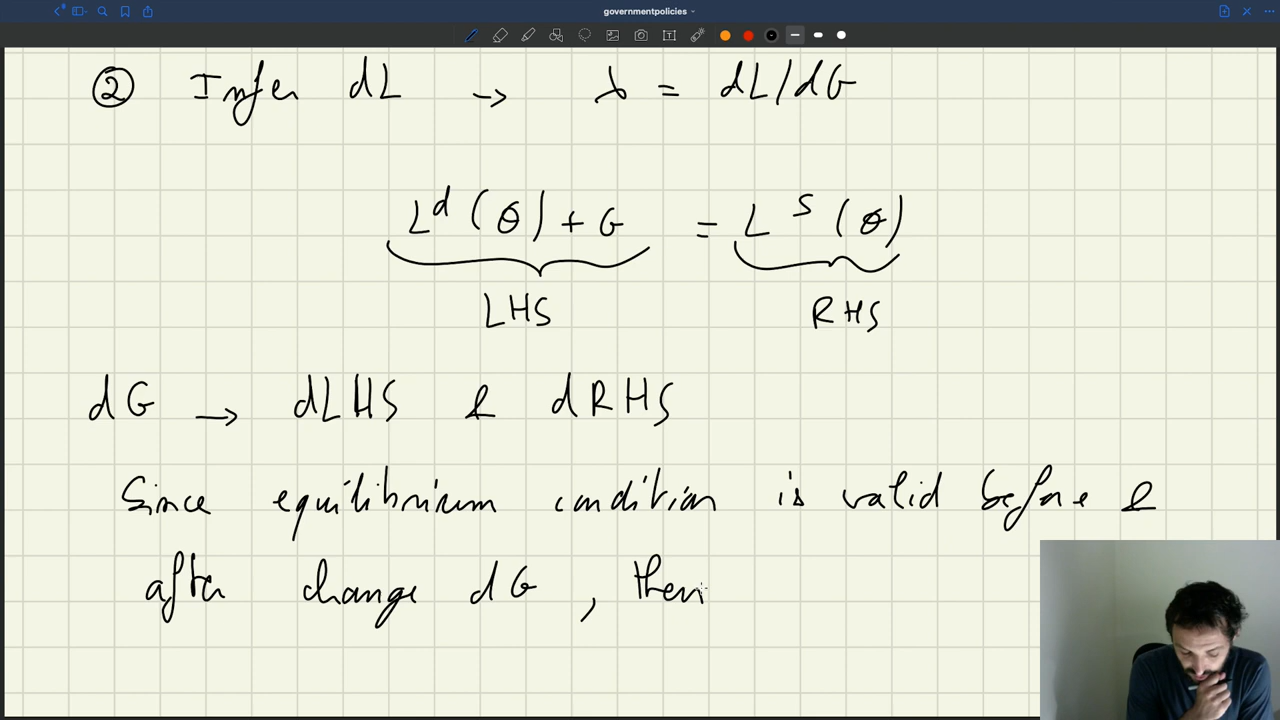 governmentpolicies
② Infer dL → λ = dL/dG
L^d (θ) + G = L^s (θ)
LHS RHS
dG → dLHS & dRHS
Since equilibrium condition is valid before &
after change dG, then